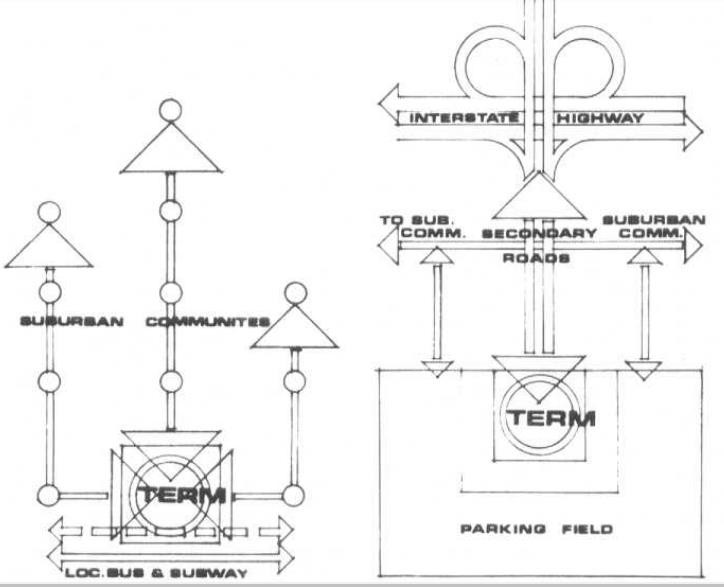 SUBURBAN COMMUNITES
TERM
LOC. BUS & SUBWAY
INTERSTATE HIGHWAY
TO SUB. COMM.
SECONDARY ROADS
SUBURBAN COMM.
TERM
PARKING FIELD